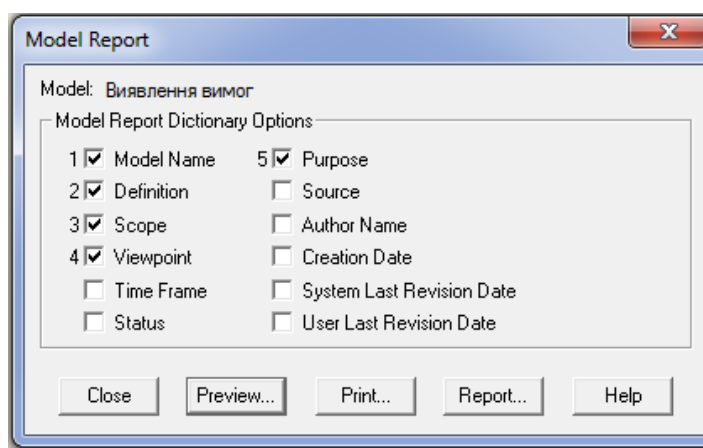 Model Report
Model: Виявлення вимог
Model Report Dictionary Options
1 Model Name 5 Purpose
2 Definition Source
3 Scope Author Name
4 Viewpoint Creation Date
Time Frame System Last Revision Date
Status User Last Revision Date
Close Preview... Print... Report... Help